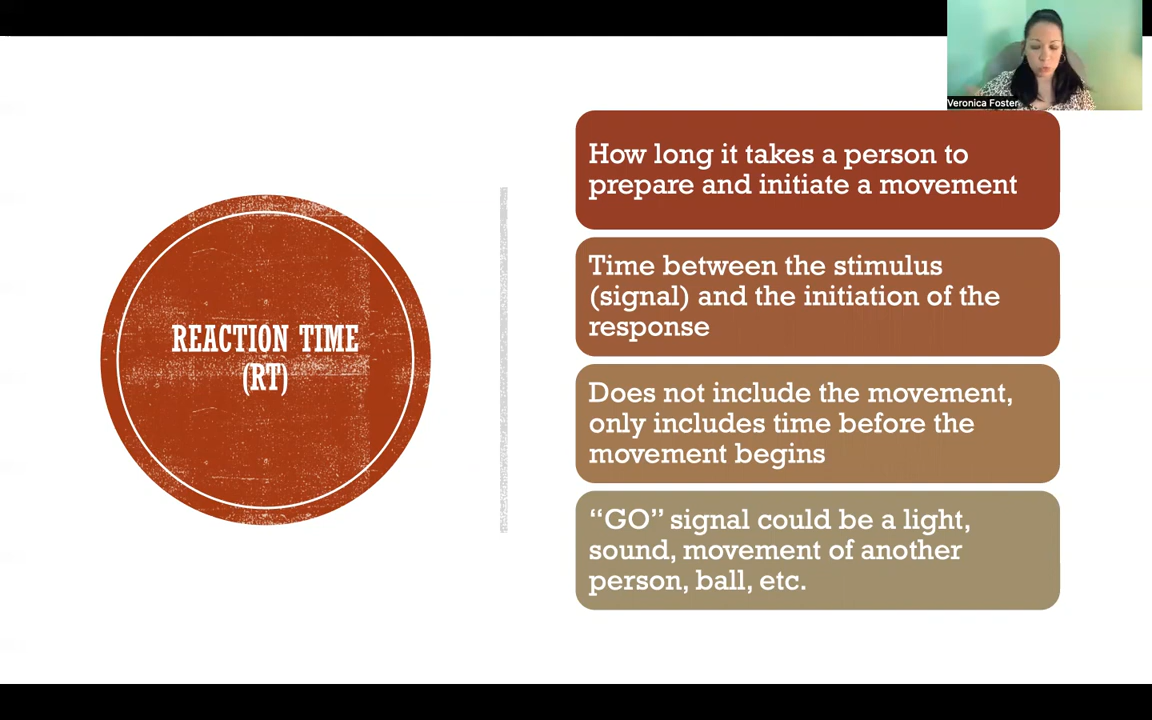 Veronica Foster
REACTION TIME
(RT)
How long it takes a person to
prepare and initiate a movement
Time between the stimulus
(signal) and the initiation of the
response
Does not include the movement,
only includes time before the
movement begins
“GO” signal could be a light,
sound, movement of another
person, ball, etc.